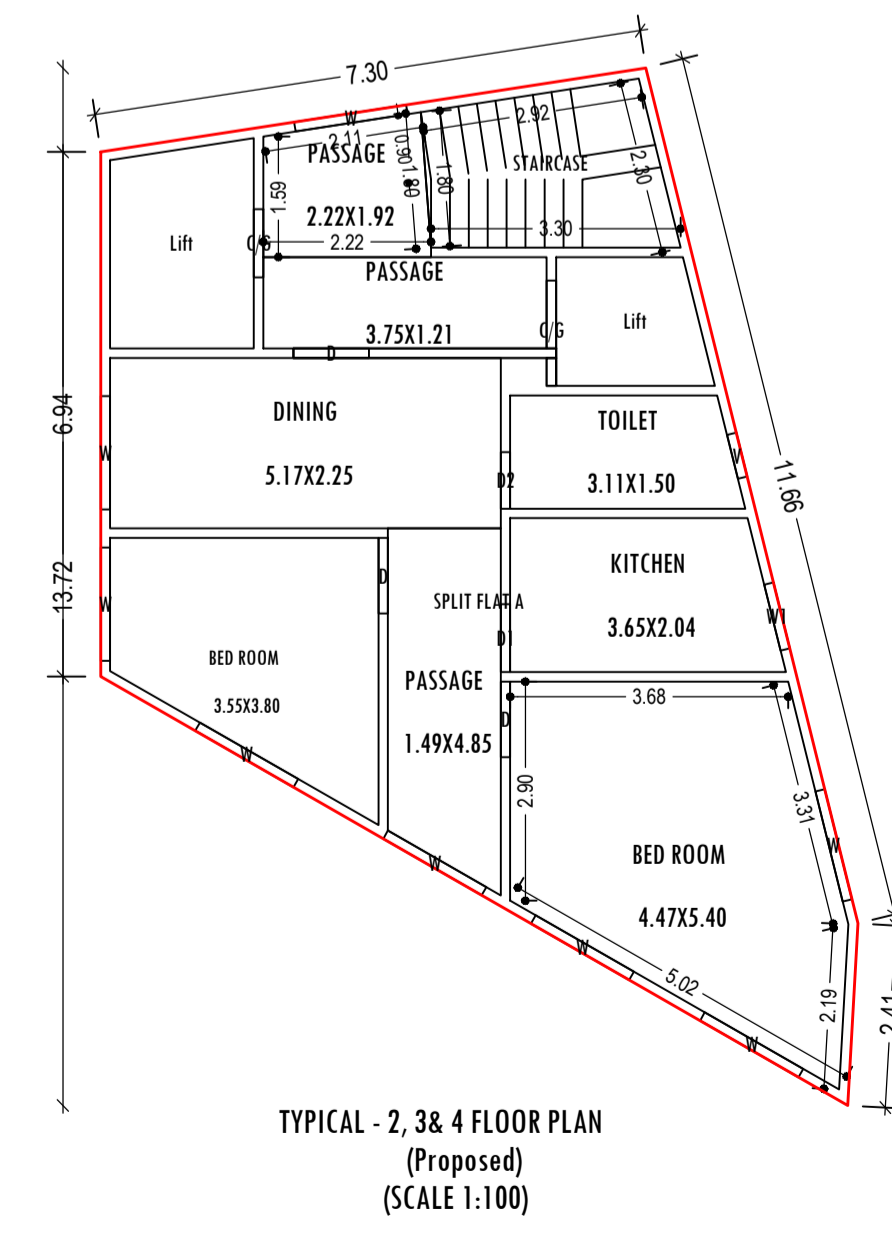 7.30
W
2.92
2.11
PASSAGE
0.90
1.80
1.80
STAIRCASE
2.30
1.59
2.22X1.92
3.30
Lift
C/G
2.22
PASSAGE
3.75X1.21
C/G
Lift
D
6.94
DINING
TOILET
W
5.17X2.25
D2
3.11X1.50
11.66
13.72
D
KITCHEN
W
SPLIT FLAT A
W1
D1
3.65X2.04
BED ROOM
PASSAGE
3.55X3.80
3.68
D
W
1.49X4.85
2.90
3.31
W
BED ROOM
W
4.47X5.40
W
5.02
2.19
2.41
W
TYPICAL - 2, 3& 4 FLOOR PLAN
(Proposed)
(SCALE 1:100)